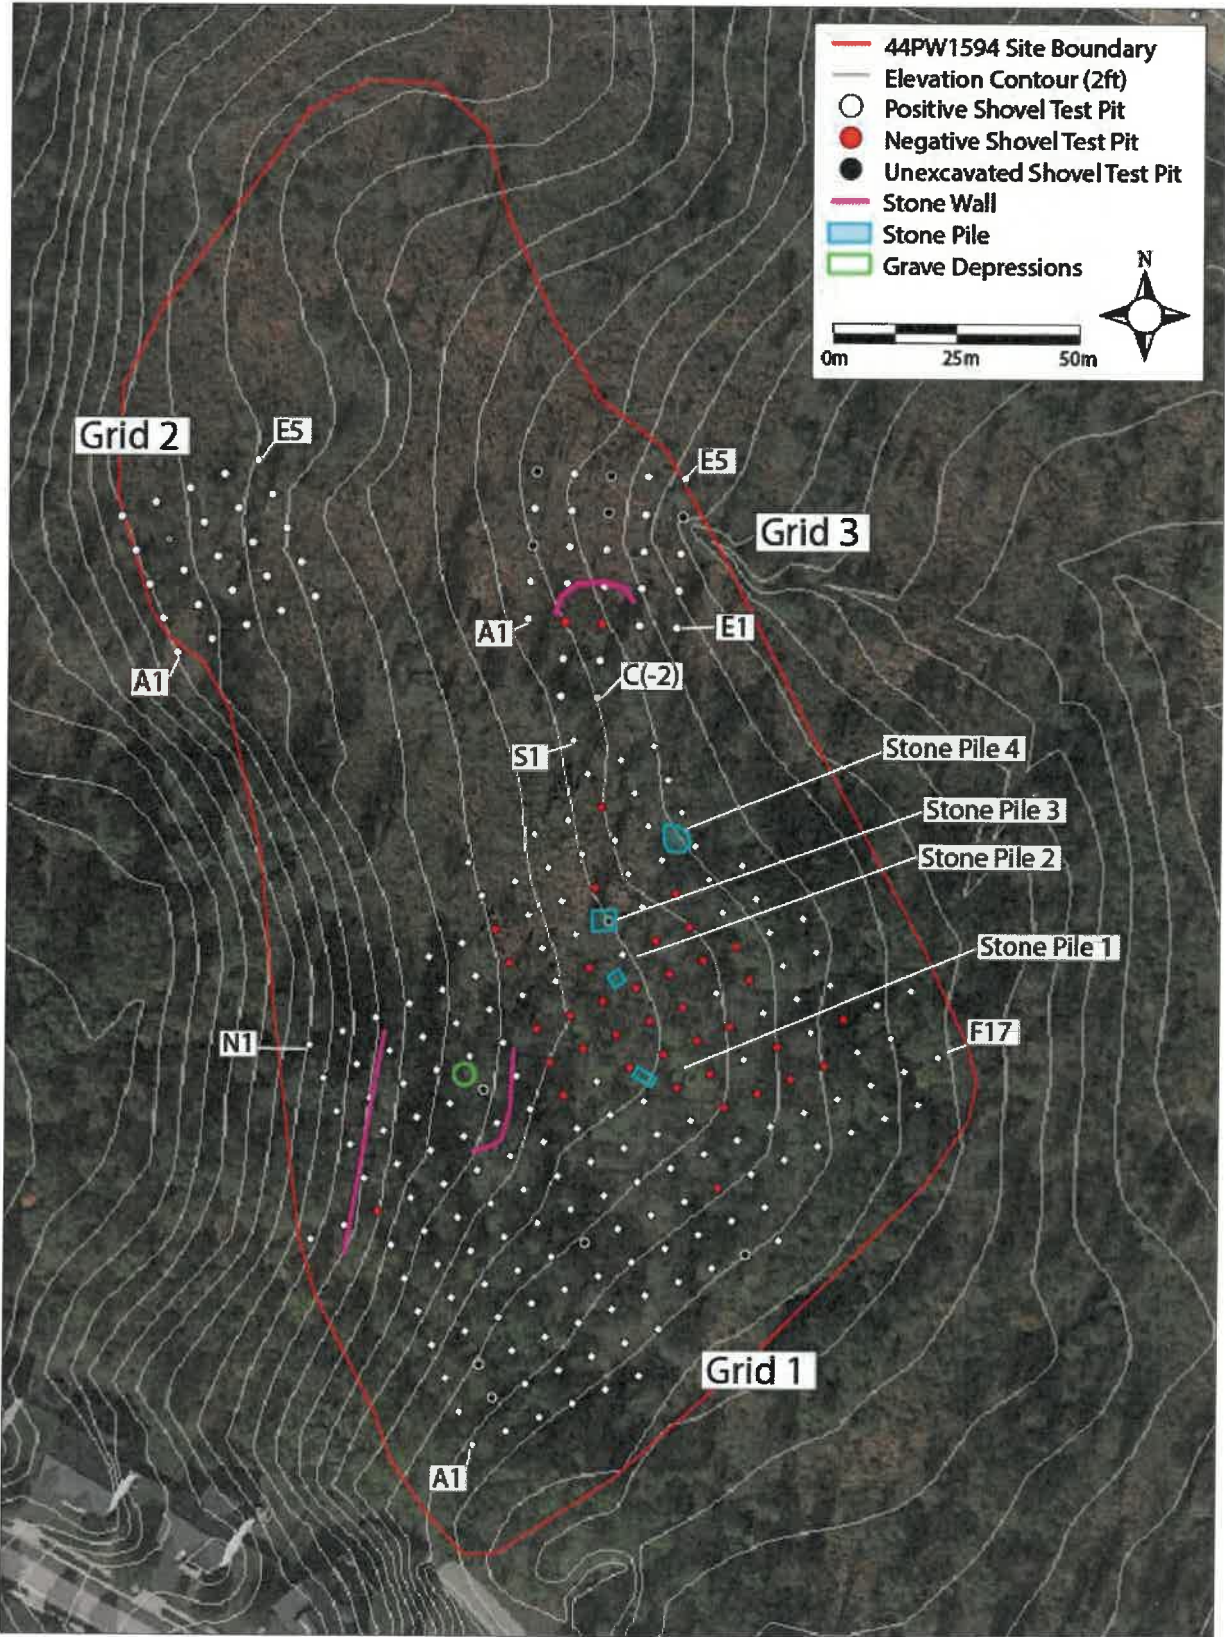 44PW1594 Site Boundary
Elevation Contour (2ft)
Positive Shovel Test Pit
Negative Shovel Test Pit
Unexcavated Shovel Test Pit
Stone Wall
Stone Pile
Grave Depressions
N
0m 25m 50m
Grid 2
E5
E5
Grid 3
A1
E1
A1
C(-2)
S1
Stone Pile 4
Stone Pile 3
Stone Pile 2
Stone Pile 1
N1
F17
Grid 1
A1